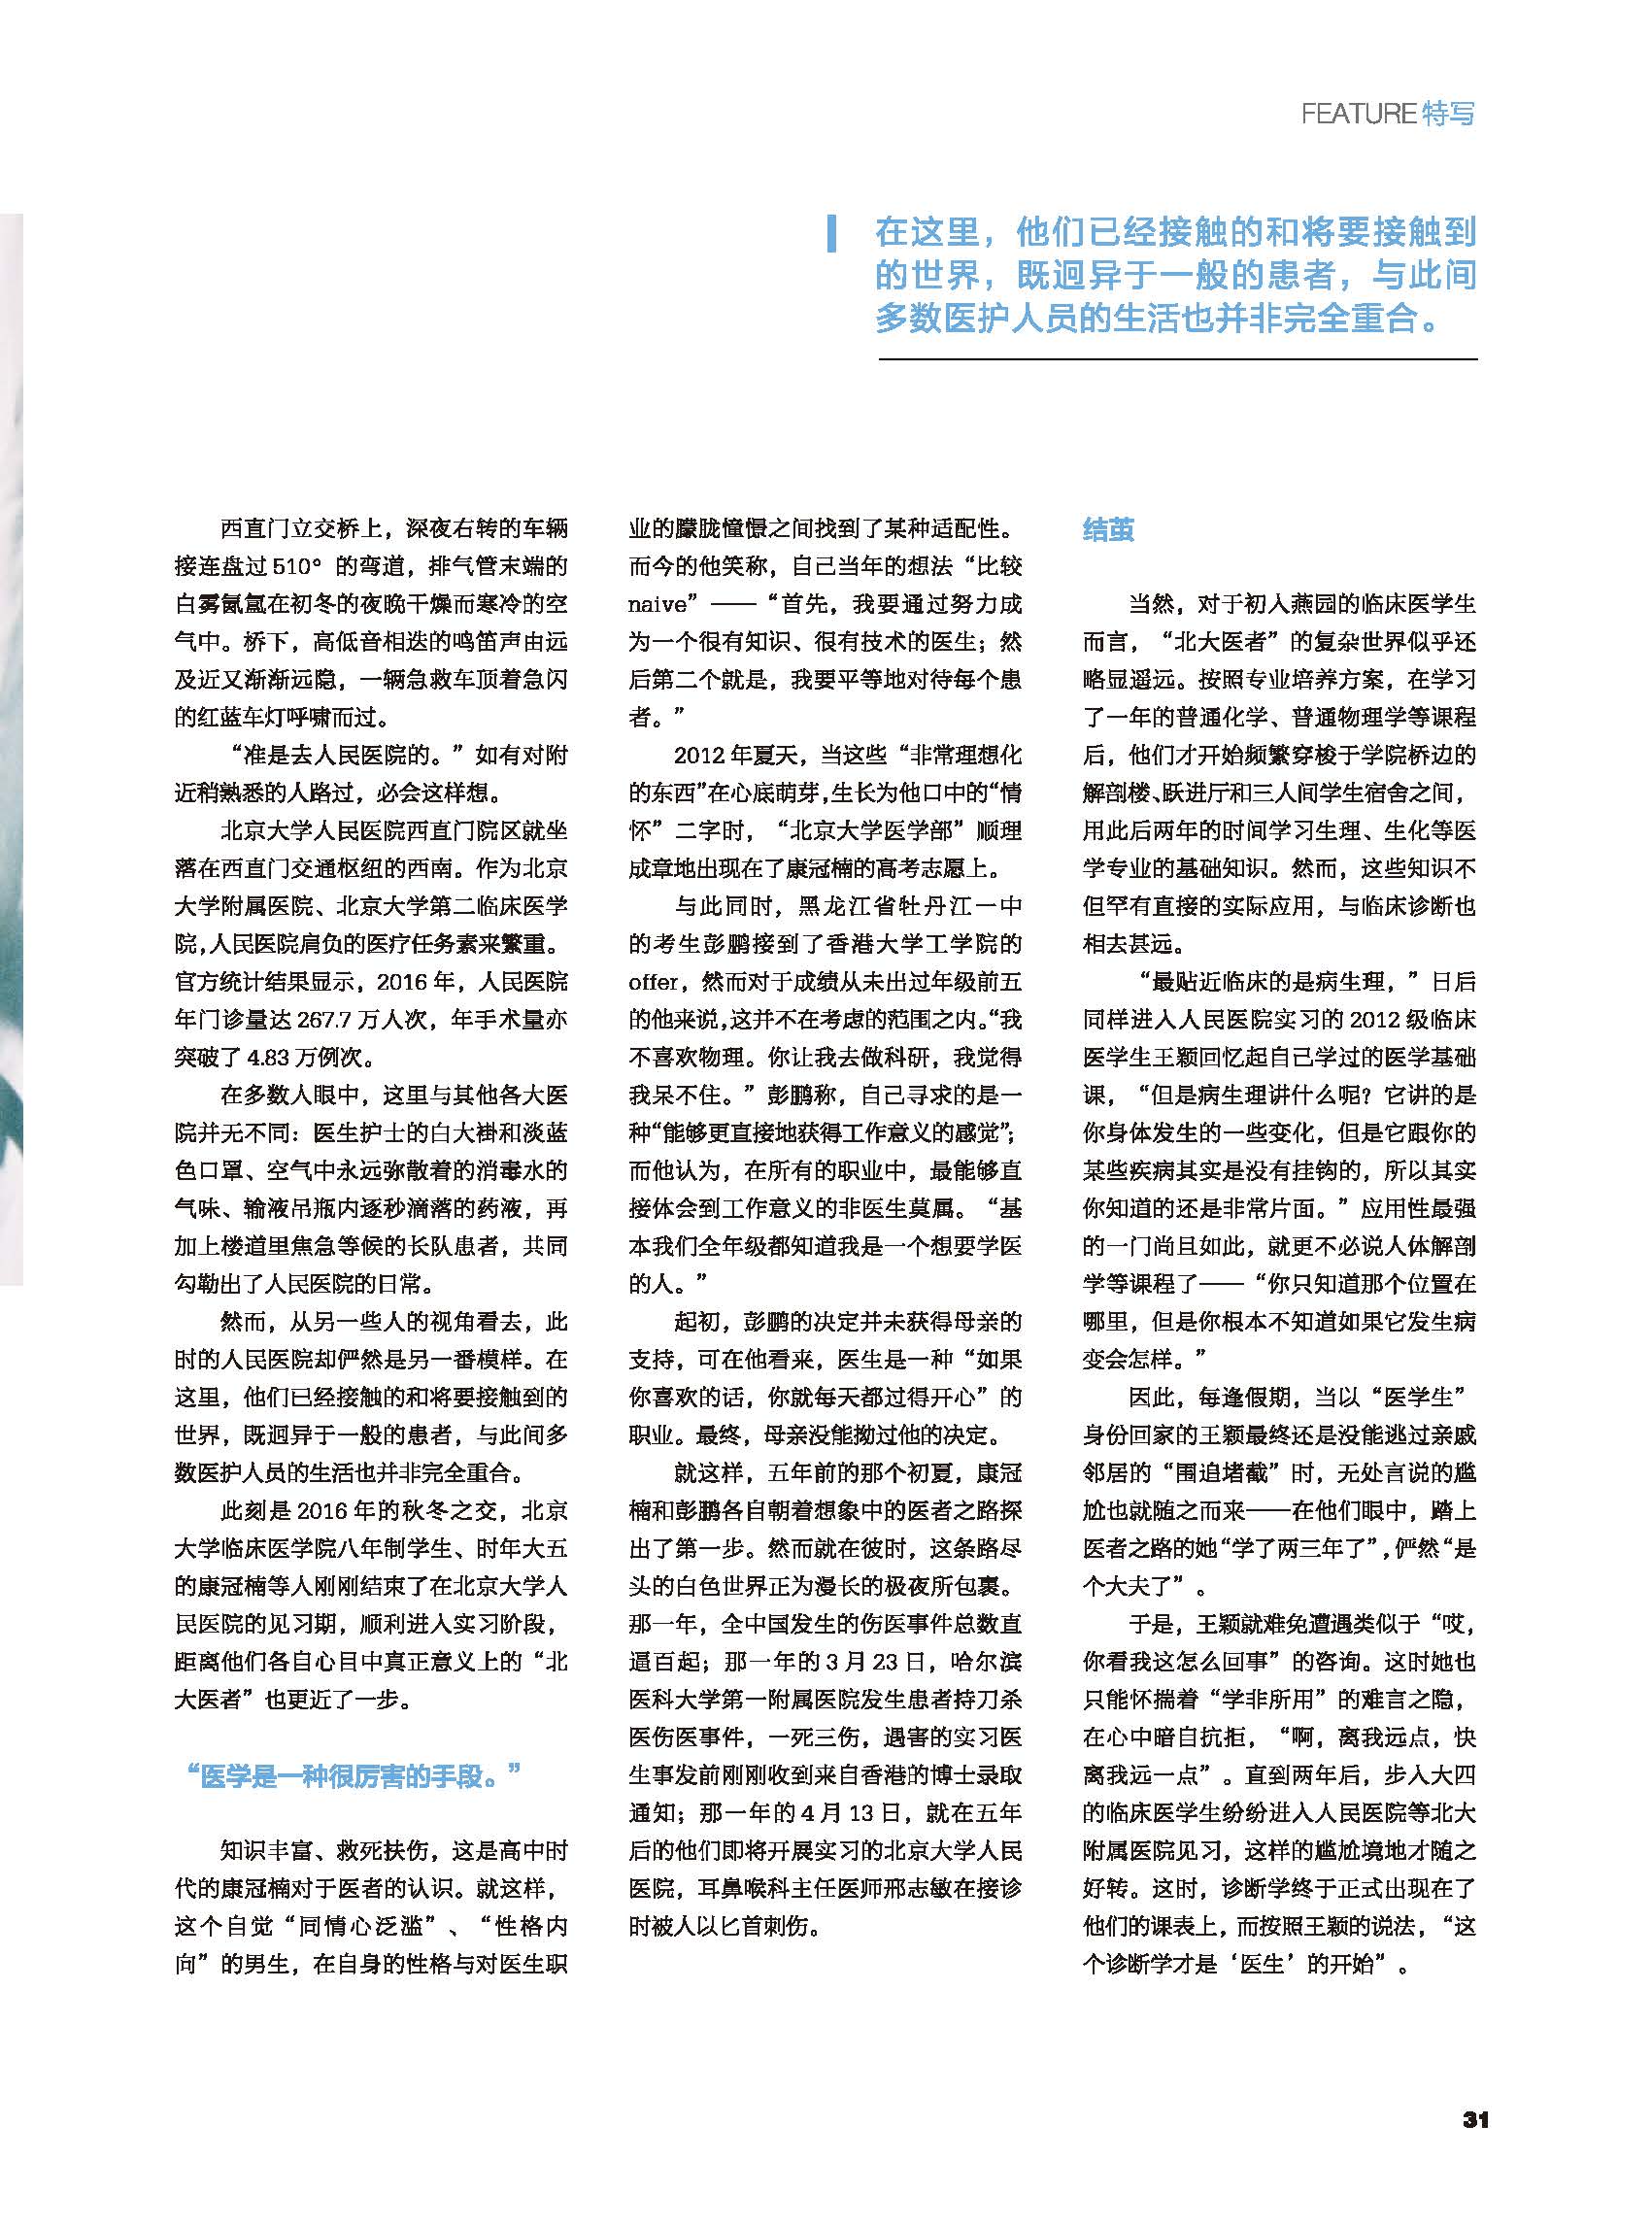 FEATURE特写
在这里，他们已经接触的和将要接触到
的世界，既迥异于一般的患者，与此间
多数医护人员的生活也并非完全重合。
西直门立交桥上，深夜右转的车辆
接连盘过510° 的弯道，排气管末端的
白雾氤氲在初冬的夜晚干燥而寒冷的空
气中。桥下，高低音相迭的鸣笛声由远
及近又渐渐远隐，一辆急救车顶着急闪
的红蓝车灯呼啸而过。
“准是去人民医院的。”如有对附
近稍熟悉的人路过，必会这样想。
北京大学人民医院西直门院区就坐
落在西直门交通枢纽的西南。作为北京
大学附属医院、北京大学第二临床医学
院，人民医院肩负的医疗任务素来繁重。
官方统计结果显示，2016 年，人民医院
年门诊量达 267.7 万人次，年手术量亦
突破了 4.83 万例次。
在多数人眼中，这里与其他各大医
院并无不同：医生护士的白大褂和淡蓝
色口罩、空气中永远弥散着的消毒水的
气味、输液吊瓶内逐秒滴落的药液，再
加上楼道里焦急等候的长队患者，共同
勾勒出了人民医院的日常。
然而，从另一些人的视角看去，此
时的人民医院却俨然是另一番模样。在
这里，他们已经接触的和将要接触到的
世界，既迥异于一般的患者，与此间多
数医护人员的生活也并非完全重合。
此刻是 2016 年的秋冬之交，北京
大学临床医学院八年制学生、时年大五
的康冠楠等人刚刚结束了在北京大学人
民医院的见习期，顺利进入实习阶段，
距离他们各自心目中真正意义上的“北
大医者”也更近了一步。
“医学是一种很厉害的手段。”
知识丰富、救死扶伤，这是高中时
代的康冠楠对于医者的认识。就这样，
这个自觉“同情心泛滥”、“性格内
向”的男生，在自身的性格与对医生职
业的朦胧憧憬之间找到了某种适配性。
而今的他笑称，自己当年的想法“比较
naive”——“首先，我要通过努力成
为一个很有知识、很有技术的医生；然
后第二个就是，我要平等地对待每个患
者。”
2012 年夏天，当这些“非常理想化
的东西”在心底萌芽，生长为他口中的“情
怀”二字时，“北京大学医学部”顺理
成章地出现在了康冠楠的高考志愿上。
与此同时，黑龙江省牡丹江一中
的考生彭鹏接到了香港大学工学院的
offer，然而对于成绩从未出过年级前五
的他来说，这并不在考虑的范围之内。“我
不喜欢物理。你让我去做科研，我觉得
我呆不住。”彭鹏称，自己寻求的是一
种“能够更直接地获得工作意义的感觉”；
而他认为，在所有的职业中，最能够直
接体会到工作意义的非医生莫属。“基
本我们全年级都知道我是一个想要学医
的人。”
起初，彭鹏的决定并未获得母亲的
支持，可在他看来，医生是一种“如果
你喜欢的话，你就每天都过得开心”的
职业。最终，母亲没能拗过他的决定。
就这样，五年前的那个初夏，康冠
楠和彭鹏各自朝着想象中的医者之路探
出了第一步。然而就在彼时，这条路尽
头的白色世界正为漫长的极夜所包裹。
那一年，全中国发生的伤医事件总数直
逼百起；那一年的 3 月 23 日，哈尔滨
医科大学第一附属医院发生患者持刀杀
医伤医事件，一死三伤，遇害的实习医
生事发前刚刚收到来自香港的博士录取
通知；那一年的 4 月 13 日，就在五年
后的他们即将开展实习的北京大学人民
医院，耳鼻喉科主任医师邢志敏在接诊
时被人以匕首刺伤。
结茧
当然，对于初入燕园的临床医学生
而言，“北大医者”的复杂世界似乎还
略显遥远。按照专业培养方案，在学习
了一年的普通化学、普通物理学等课程
后，他们才开始频繁穿梭于学院桥边的
解剖楼、跃进厅和三人间学生宿舍之间，
用此后两年的时间学习生理、生化等医
学专业的基础知识。然而，这些知识不
但罕有直接的实际应用，与临床诊断也
相去甚远。
“最贴近临床的是病生理，”日后
同样进入人民医院实习的 2012 级临床
医学生王颖回忆起自己学过的医学基础
课，“但是病生理讲什么呢？它讲的是
你身体发生的一些变化，但是它跟你的
某些疾病其实是没有挂钩的，所以其实
你知道的还是非常片面。”应用性最强
的一门尚且如此，就更不必说人体解剖
学等课程了——“你只知道那个位置在
哪里，但是你根本不知道如果它发生病
变会怎样。”
因此，每逢假期，当以“医学生”
身份回家的王颖最终还是没能逃过亲戚
邻居的“围追堵截”时，无处言说的尴
尬也就随之而来——在他们眼中，踏上
医者之路的她“学了两三年了”，俨然“是
个大夫了”。
于是，王颖就难免遭遇类似于“哎，
你看我这怎么回事”的咨询。这时她也
只能怀揣着“学非所用”的难言之隐，
在心中暗自抗拒，“啊，离我远点，快
离我远一点”。直到两年后，步入大四
的临床医学生纷纷进入人民医院等北大
附属医院见习，这样的尴尬境地才随之
好转。这时，诊断学终于正式出现在了
他们的课表上，而按照王颖的说法，“这
个诊断学才是‘医生’的开始”。
31